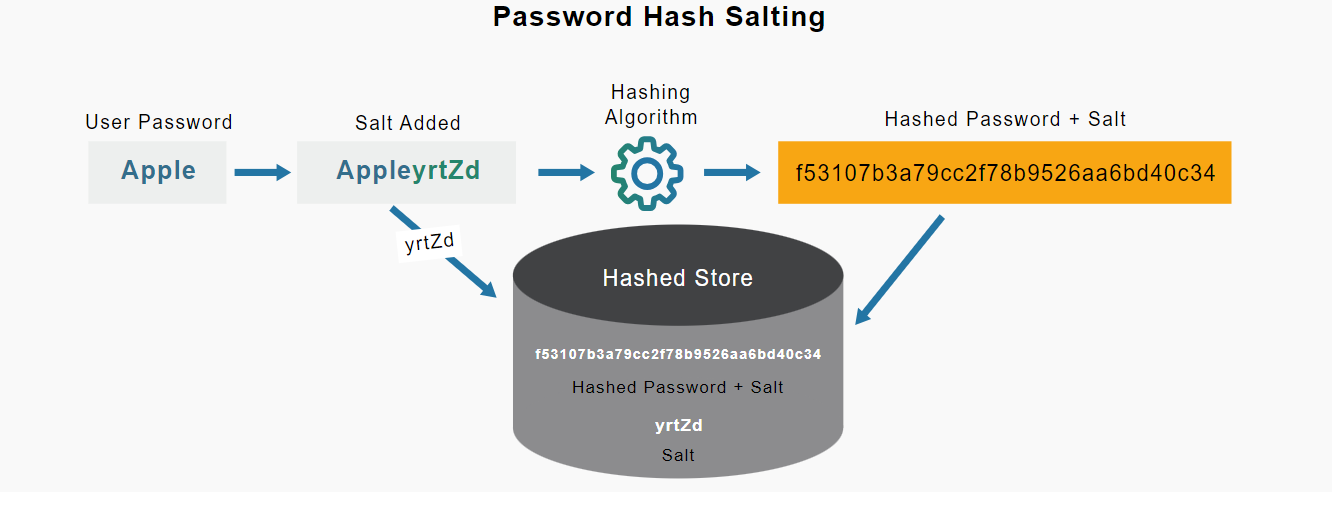 Password Hash Salting
Hashing
Algorithm
User Password
Salt Added
Hashed Password + Salt
Apple
AppleyrtZd
f53107b3a79cc2f78b9526aa6bd40c34
yrtZd
Hashed Store
f53107b3a79cc2f78b9526aa6bd40c34
Hashed Password + Salt
yrtZd
Salt